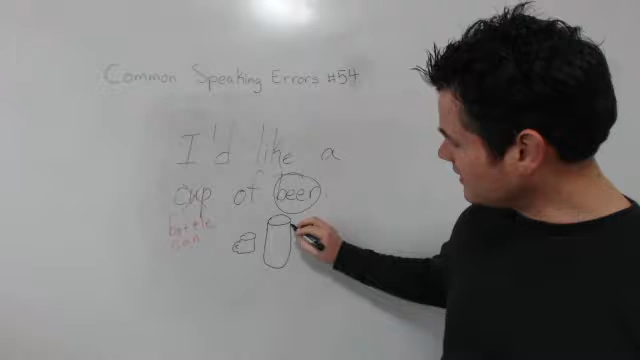 Common Speaking Errors #54
I'd like a
cup of beer.
bottle
can